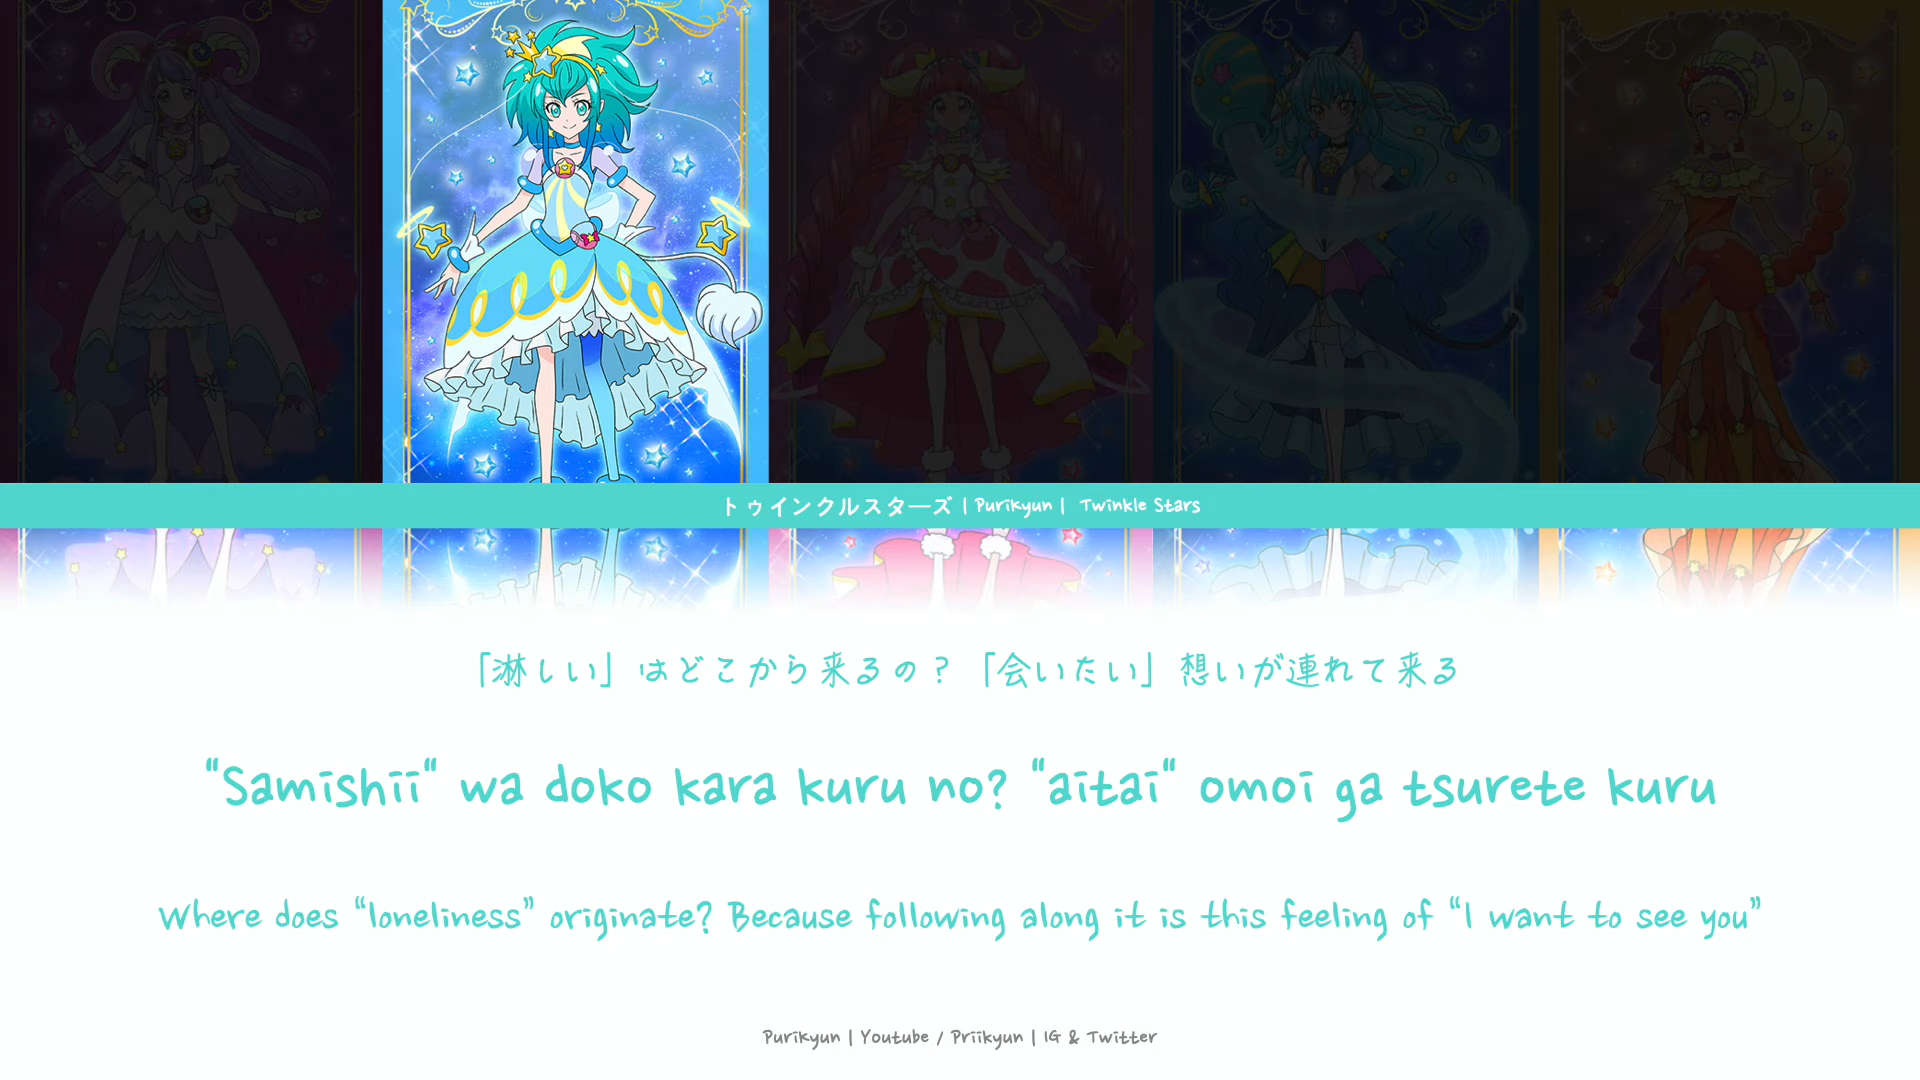 トゥインクルスターズ | Purikyun | Twinkle Stars
「淋しい」はどこから来るの？「会いたい」想いが連れて来る
"Samishii" wa doko kara kuru no? "aitai" omoi ga tsurete kuru
Where does “loneliness” originate? Because following along it is this feeling of “I want to see you”
Purikyun | Youtube / Priikyun | IG & Twitter